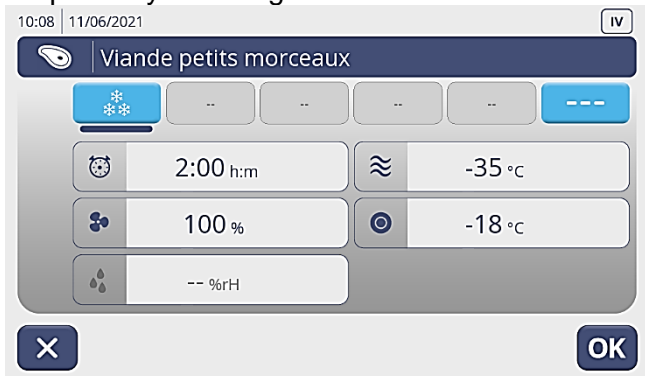 10:08 11/06/2021 IV
Viande petits morceaux
-- -- -- -- ---
2:00 h:m -35 °C
100 % -18 °C
-- %rH
OK